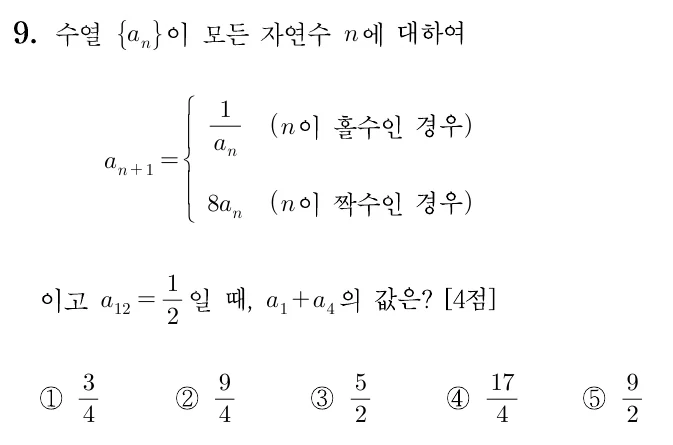 9. 수열 {aₙ}이 모든 자연수 n에 대하여
aₙ₊₁ = { 1/aₙ (n이 홀수인 경우)
8aₙ (n이 짝수인 경우)
이고 a₁₂ = 1/2 일 때, a₁+a₄의 값은? [4점]
① 3/4 ② 9/4 ③ 5/2 ④ 17/4 ⑤ 9/2